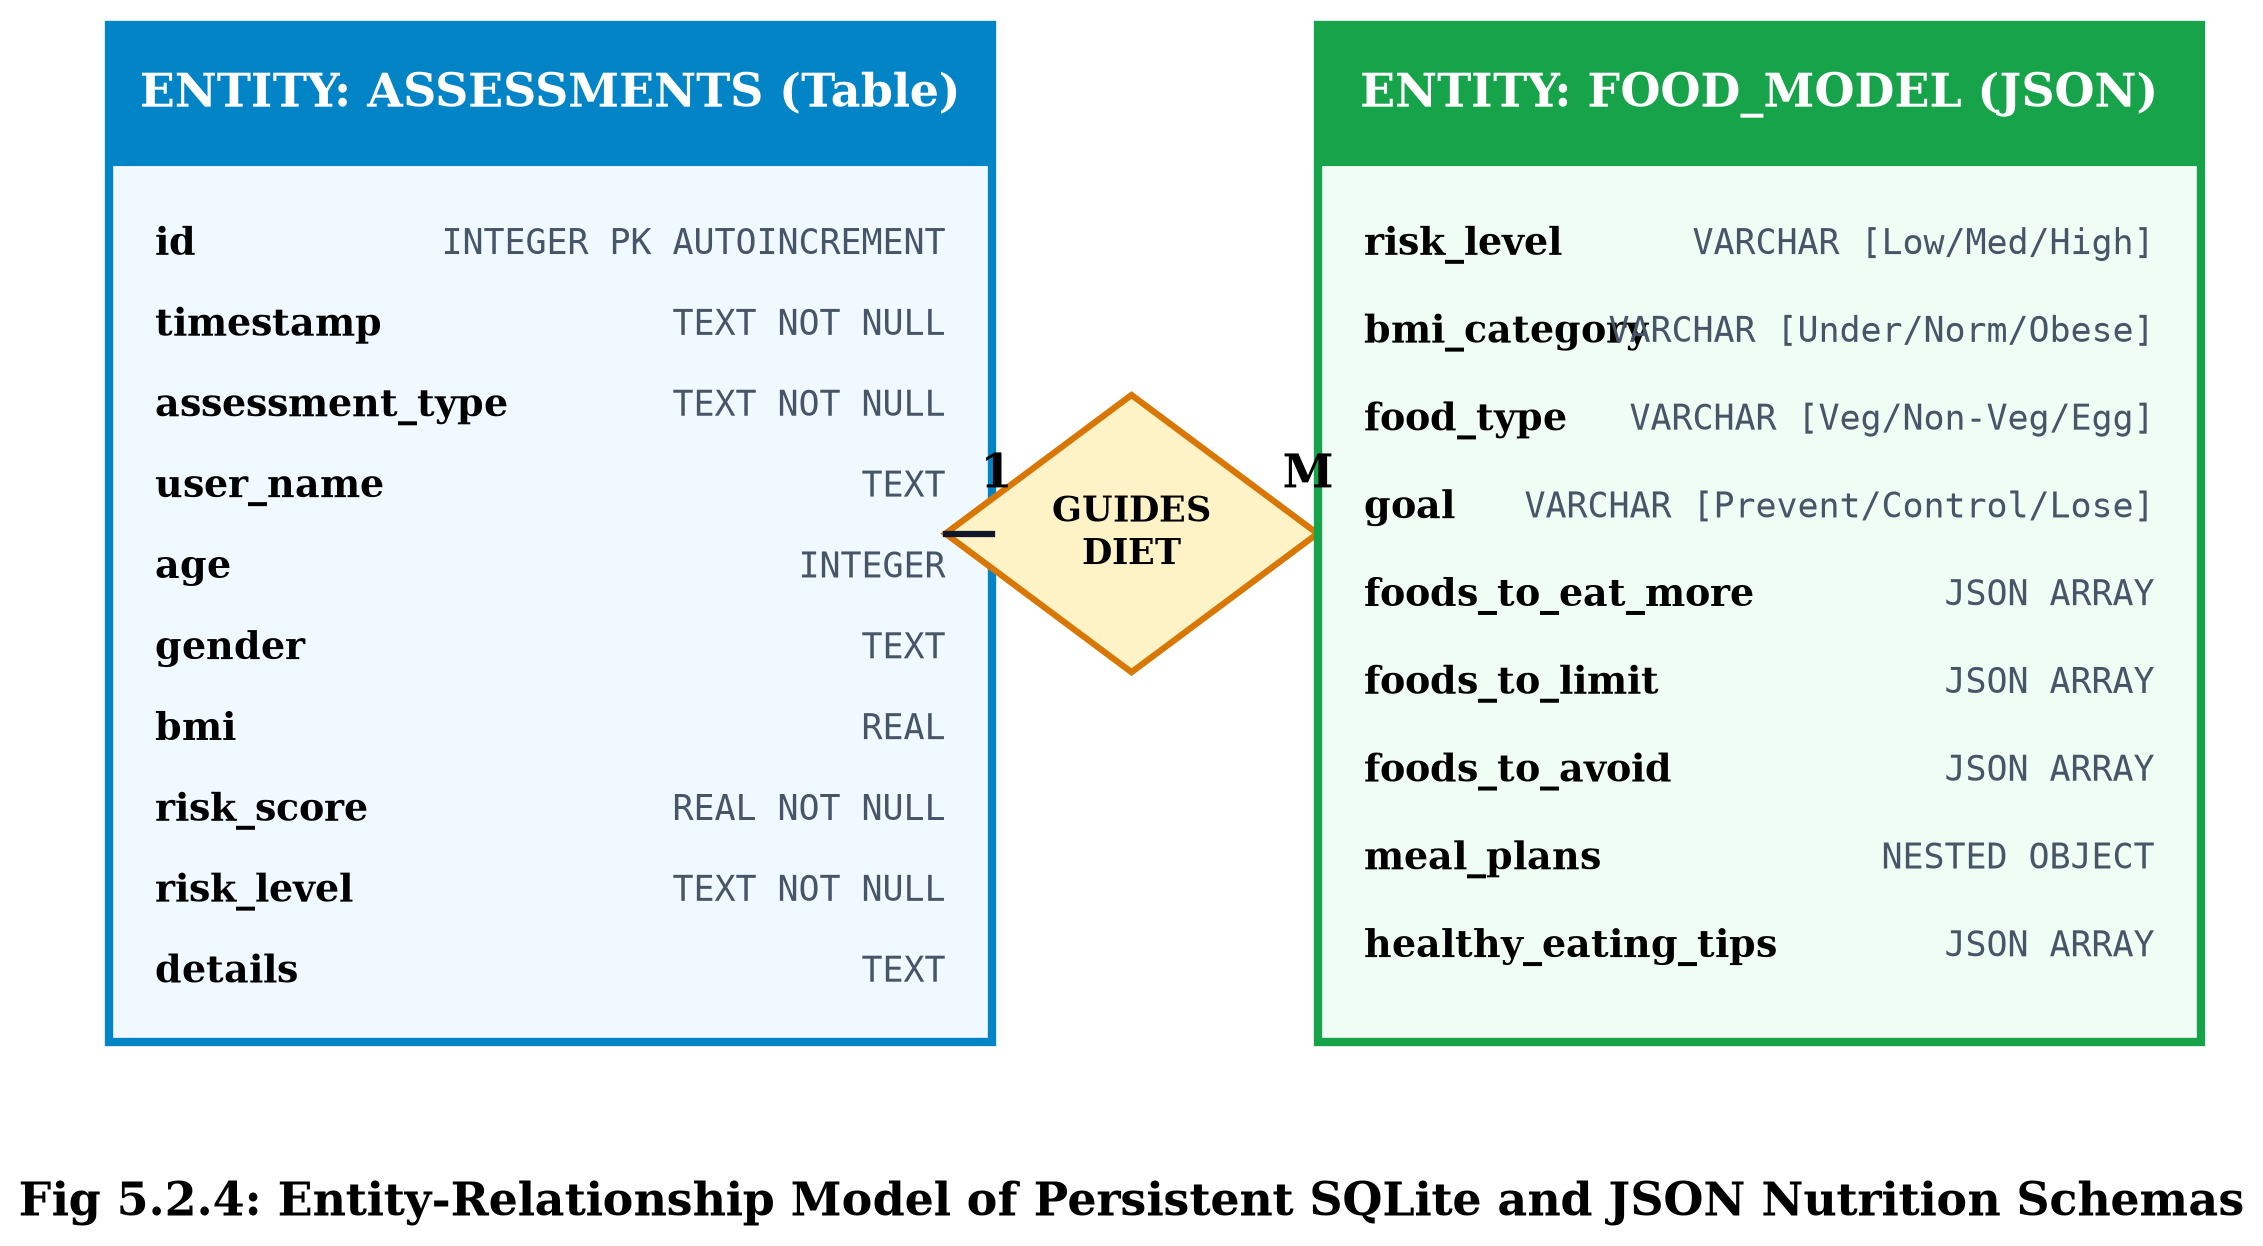 ENTITY: ASSESSMENTS (Table)
id INTEGER PK AUTOINCREMENT
timestamp TEXT NOT NULL
assessment_type TEXT NOT NULL
user_name TEXT
age INTEGER
gender TEXT
bmi REAL
risk_score REAL NOT NULL
risk_level TEXT NOT NULL
details TEXT
1
GUIDES
DIET
M
ENTITY: FOOD_MODEL (JSON)
risk_level VARCHAR [Low/Med/High]
bmi_category VARCHAR [Under/Norm/Obese]
food_type VARCHAR [Veg/Non-Veg/Egg]
goal VARCHAR [Prevent/Control/Lose]
foods_to_eat_more JSON ARRAY
foods_to_limit JSON ARRAY
foods_to_avoid JSON ARRAY
meal_plans NESTED OBJECT
healthy_eating_tips JSON ARRAY
Fig 5.2.4: Entity-Relationship Model of Persistent SQLite and JSON Nutrition Schemas